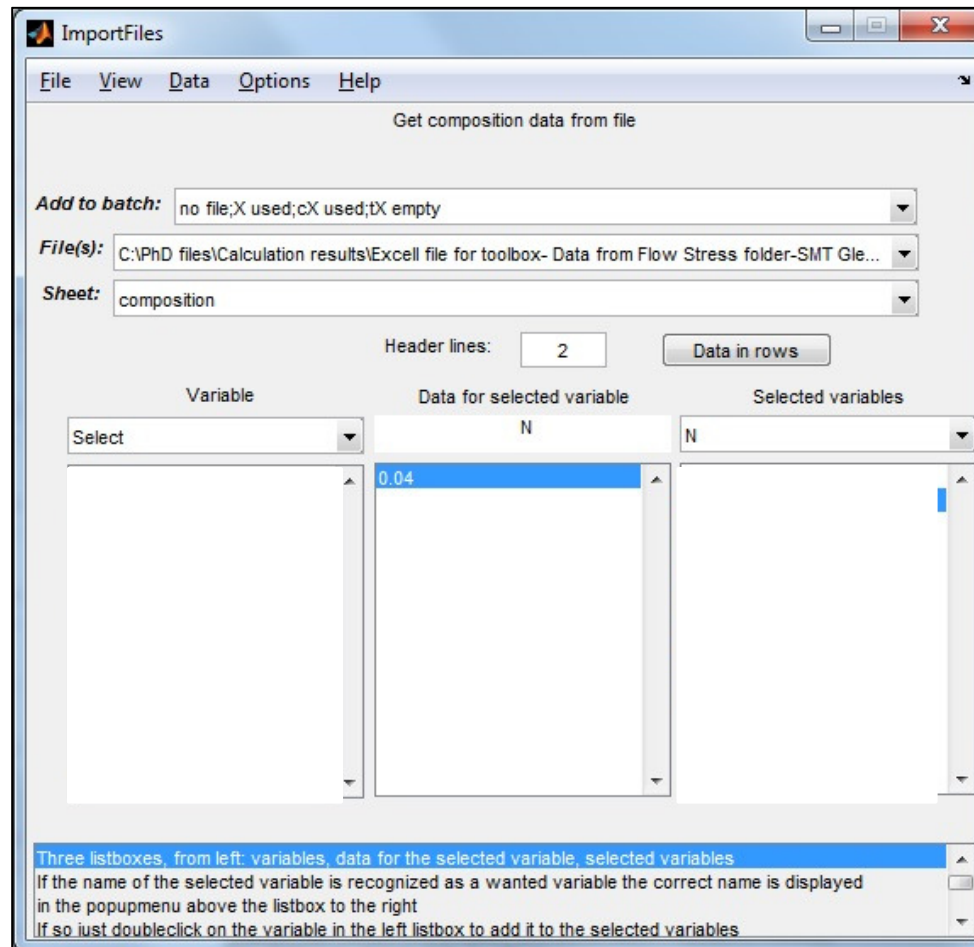 ImportFiles
File View Data Options Help
Get composition data from file
Add to batch: no file;X used;cX used;tX empty
File(s): C:\PhD files\Calculation results\Excell file for toolbox- Data from Flow Stress folder-SMT Gle...
Sheet: composition
Header lines: 2 Data in rows
Variable Data for selected variable Selected variables
Select N N
0.04
Three listboxes, from left: variables, data for the selected variable, selected variables
If the name of the selected variable is recognized as a wanted variable the correct name is displayed
in the popupmenu above the listbox to the right
If so just doubleclick on the variable in the left listbox to add it to the selected variables